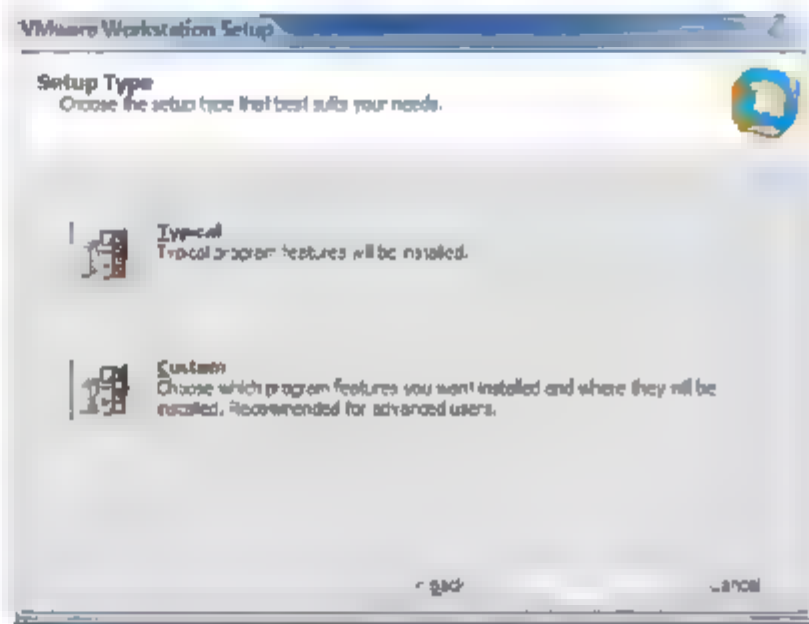 VMware Workstation Setup
Setup Type
Choose the setup type that best suits your needs.
Typical
Typical program features will be installed.
Custom
Choose which program features you want installed and where they will be
installed. Recommended for advanced users.
< Back
Cancel